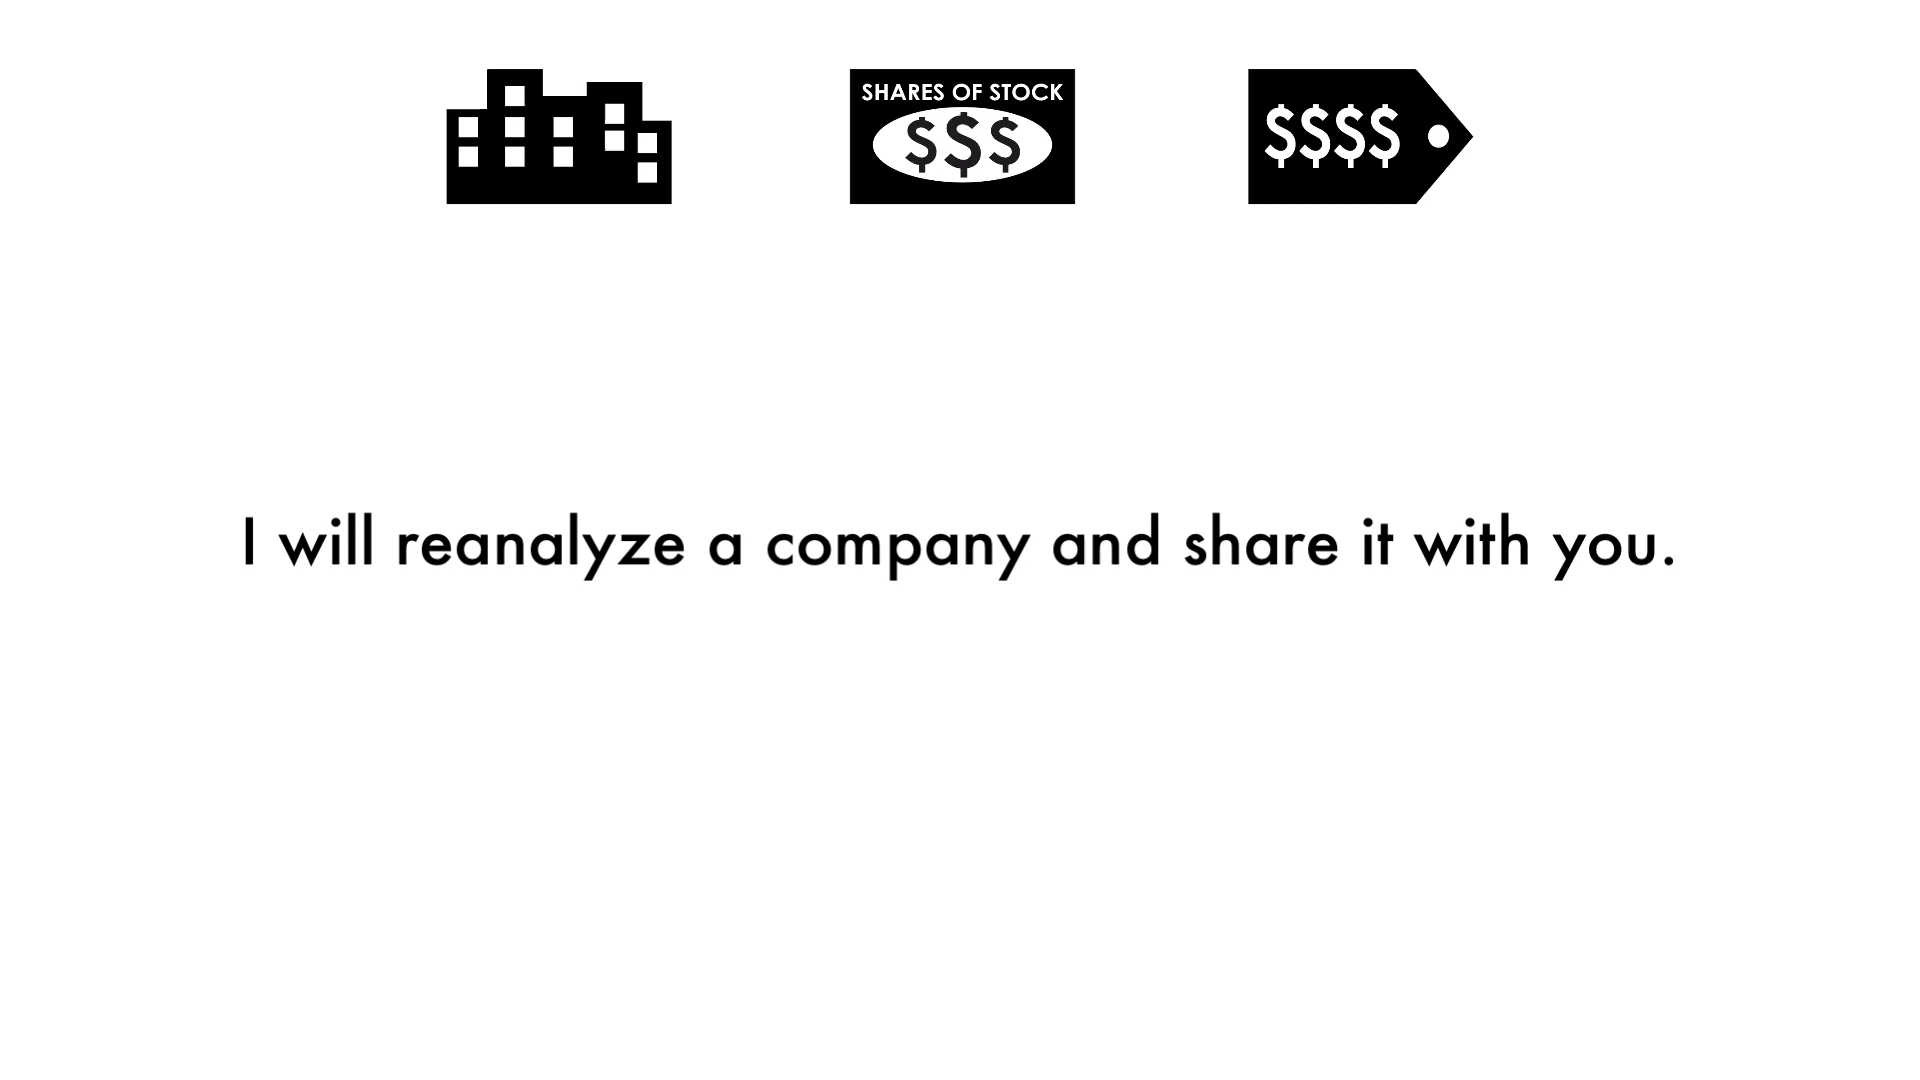 SHARES OF STOCK
$$$
$$$$
I will reanalyze a company and share it with you.